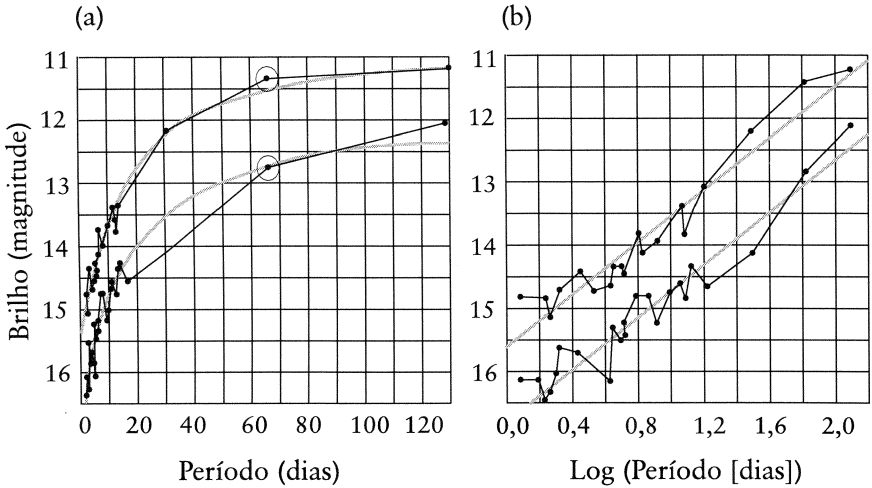 (a)
11
12
13
14
15
16
0 20 40 60 80 100 120
Brilho (magnitude)
Período (dias)
(b)
11
12
13
14
15
16
0,0 0,4 0,8 1,2 1,6 2,0
Log (Período [dias])